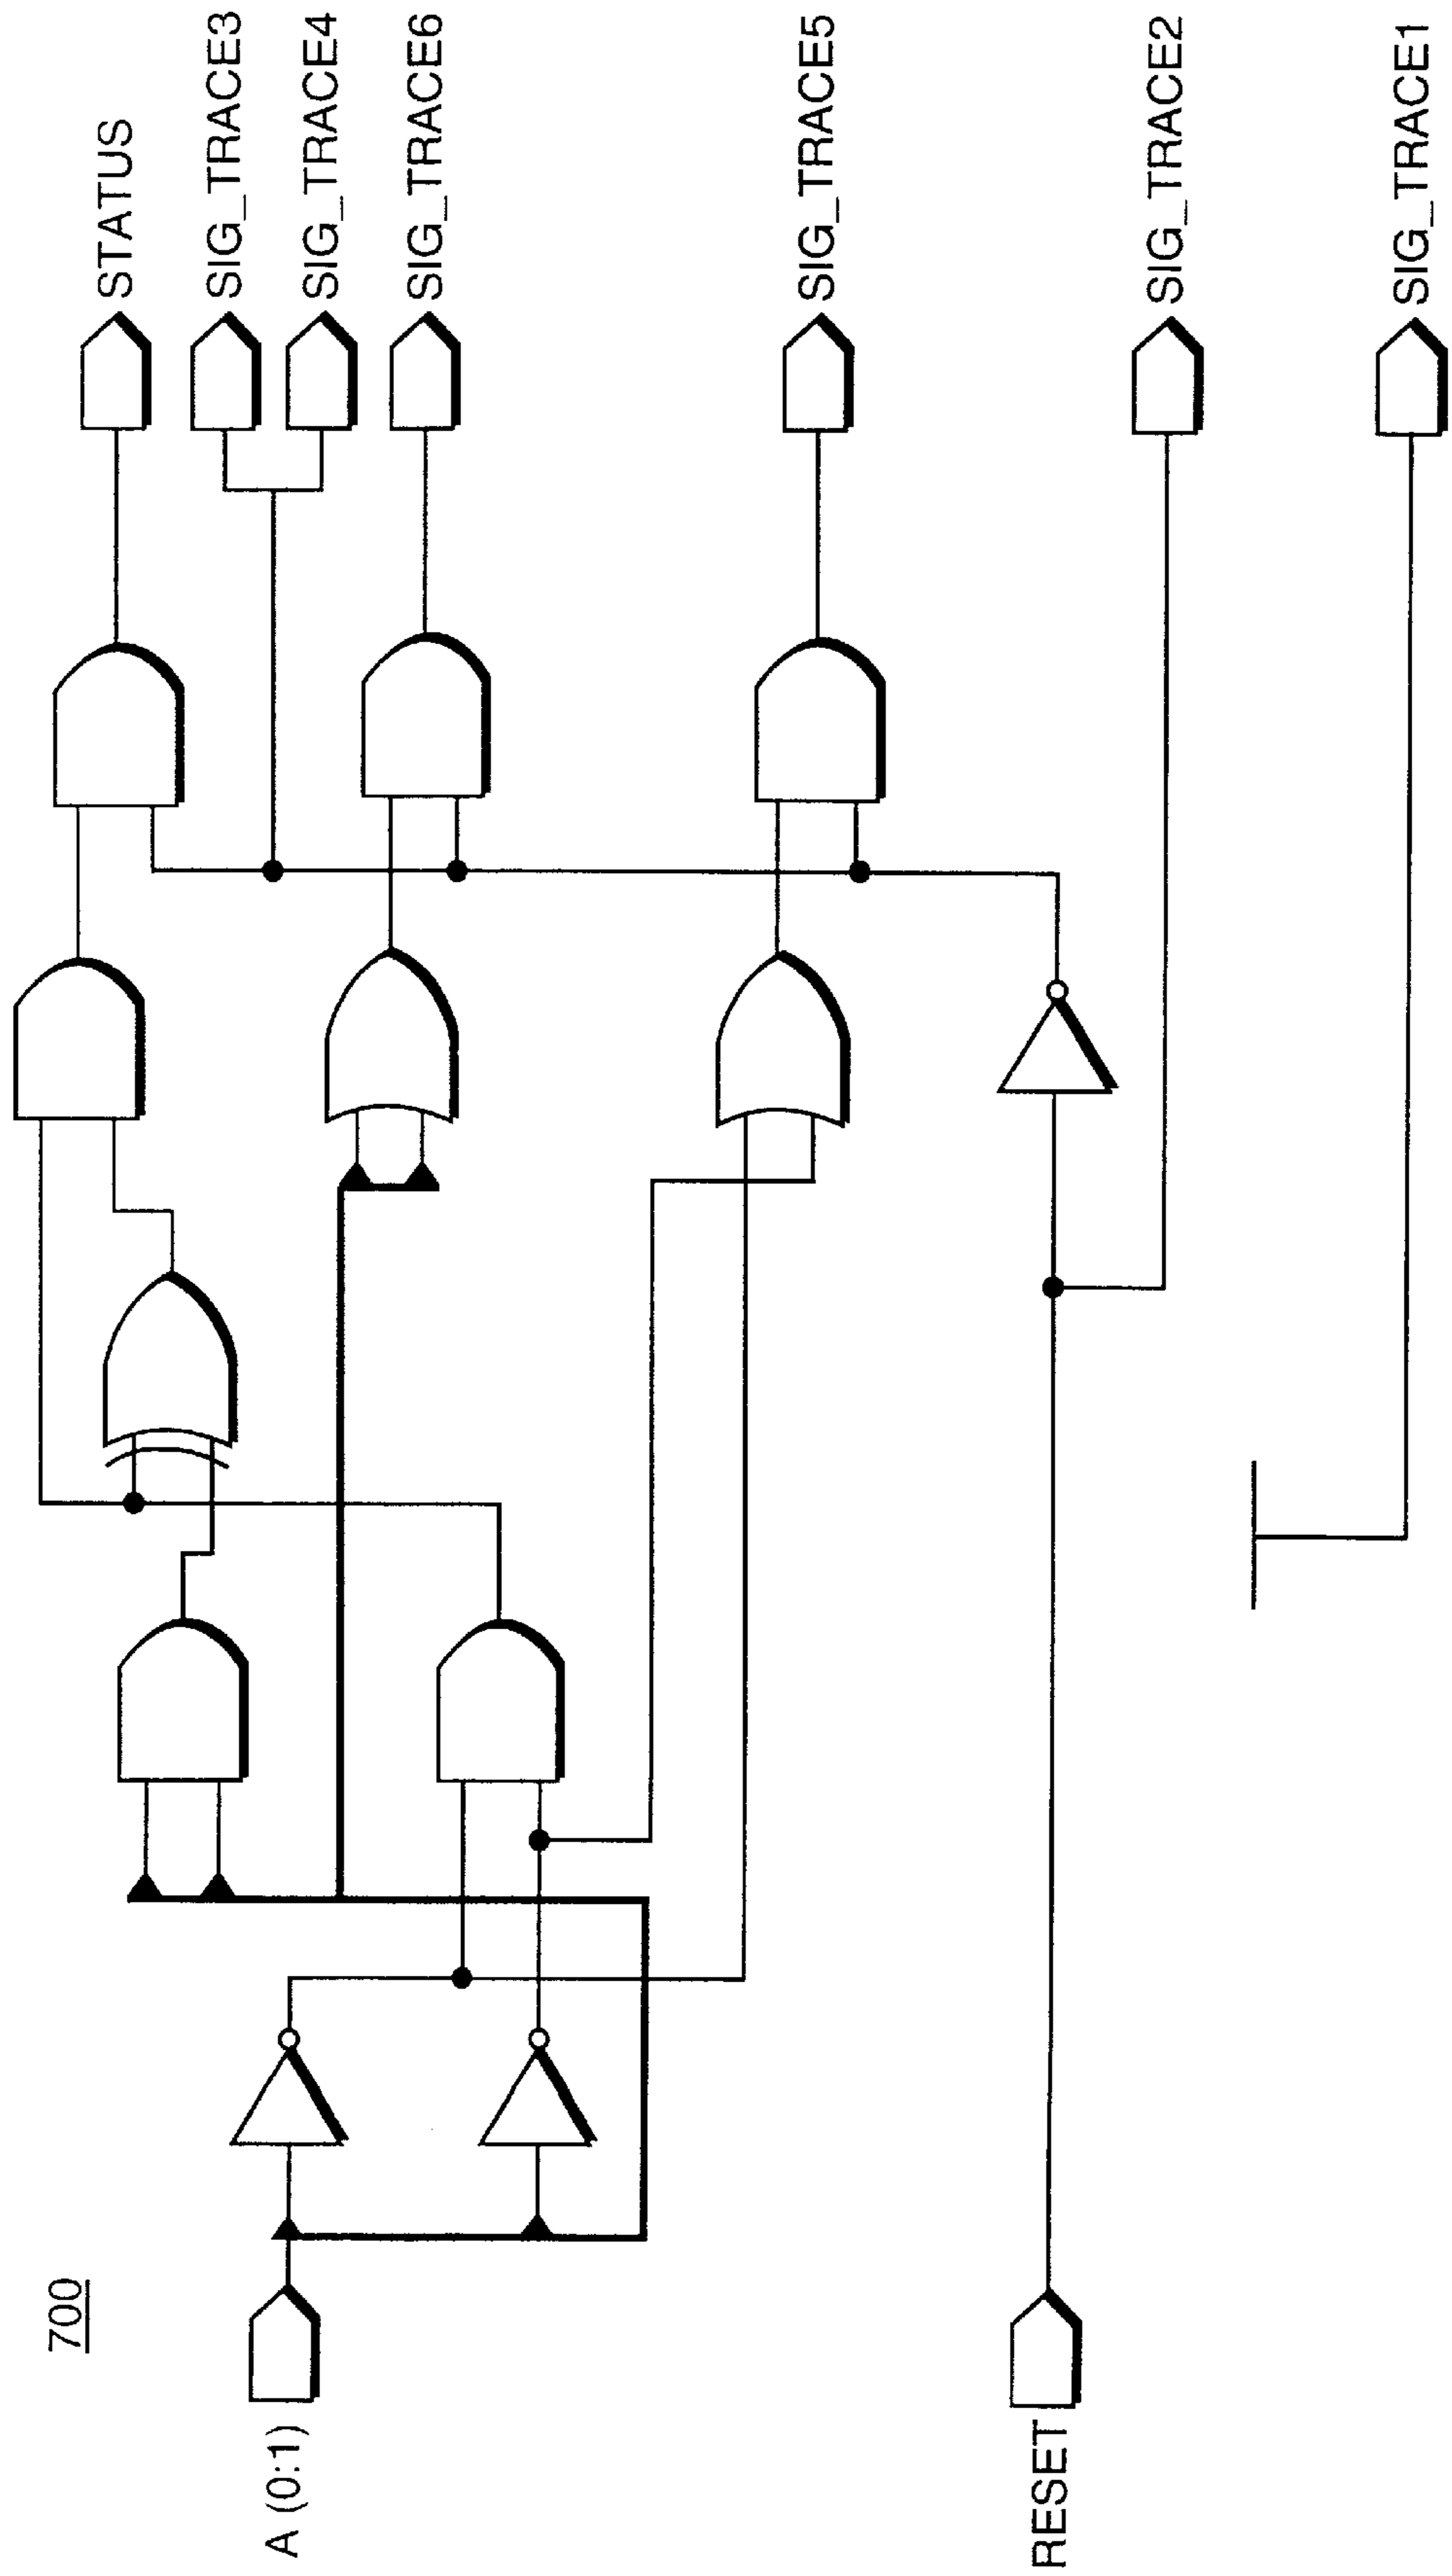 700
A (0:1)
RESET
STATUS
SIG_TRACE3
SIG_TRACE4
SIG_TRACE6
SIG_TRACE5
SIG_TRACE2
SIG_TRACE1